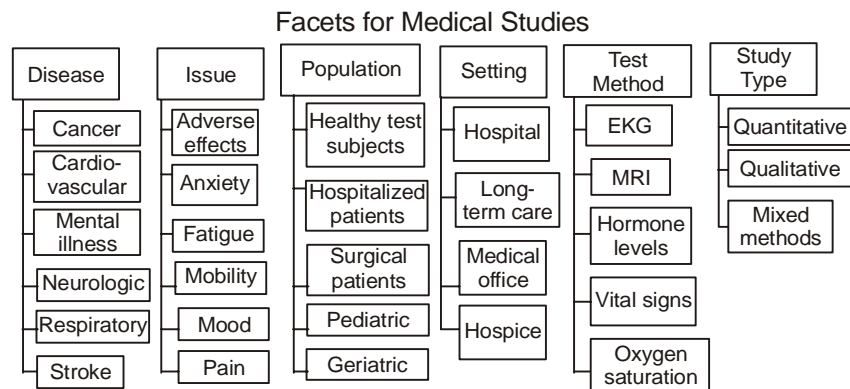 Facets for Medical Studies
Disease
Cancer
Cardio-
vascular
Mental
illness
Neurologic
Respiratory
Stroke
Issue
Adverse
effects
Anxiety
Fatigue
Mobility
Mood
Pain
Population
Healthy test
subjects
Hospitalized
patients
Surgical
patients
Pediatric
Geriatric
Setting
Hospital
Long-
term care
Medical
office
Hospice
Test
Method
EKG
MRI
Hormone
levels
Vital signs
Oxygen
saturation
Study
Type
Quantitative
Qualitative
Mixed
methods